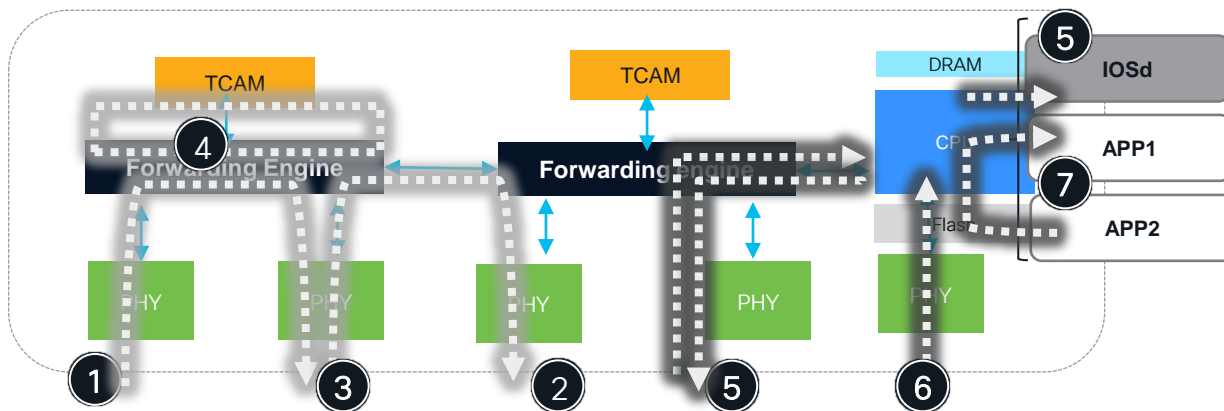 5
DRAM
IOSd
TCAM
TCAM
4
CPU
APP1
Forwarding Engine
Forwarding engine
7
Flash
APP2
PHY
PHY
PHY
PHY
PHY
1
3
2
5
6